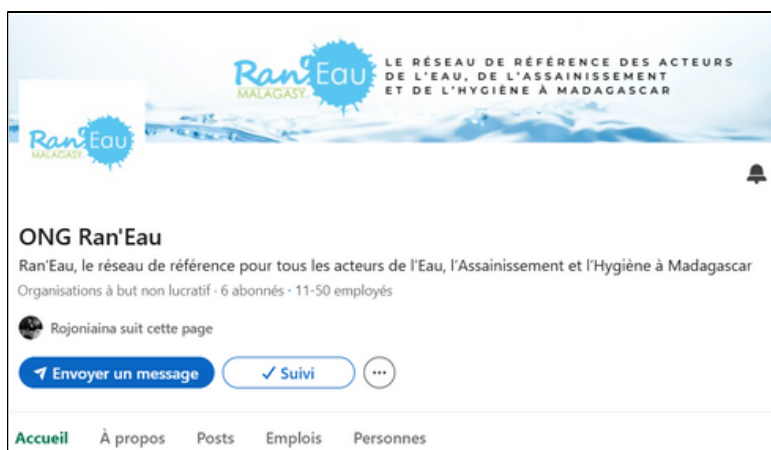 Ran'Eau
MALAGASY
LE RÉSEAU DE RÉFÉRENCE DES ACTEURS
DE L'EAU, DE L'ASSAINISSEMENT
ET DE L'HYGIÈNE À MADAGASCAR
Ran'Eau
MALAGASY
ONG Ran'Eau
Ran'Eau, le réseau de référence pour tous les acteurs de l'Eau, l'Assainissement et l'Hygiène à Madagascar
Organisations à but non lucratif · 6 abonnés · 11-50 employés
Rojoniaina suit cette page
Envoyer un message
Suivi
Accueil À propos Posts Emplois Personnes